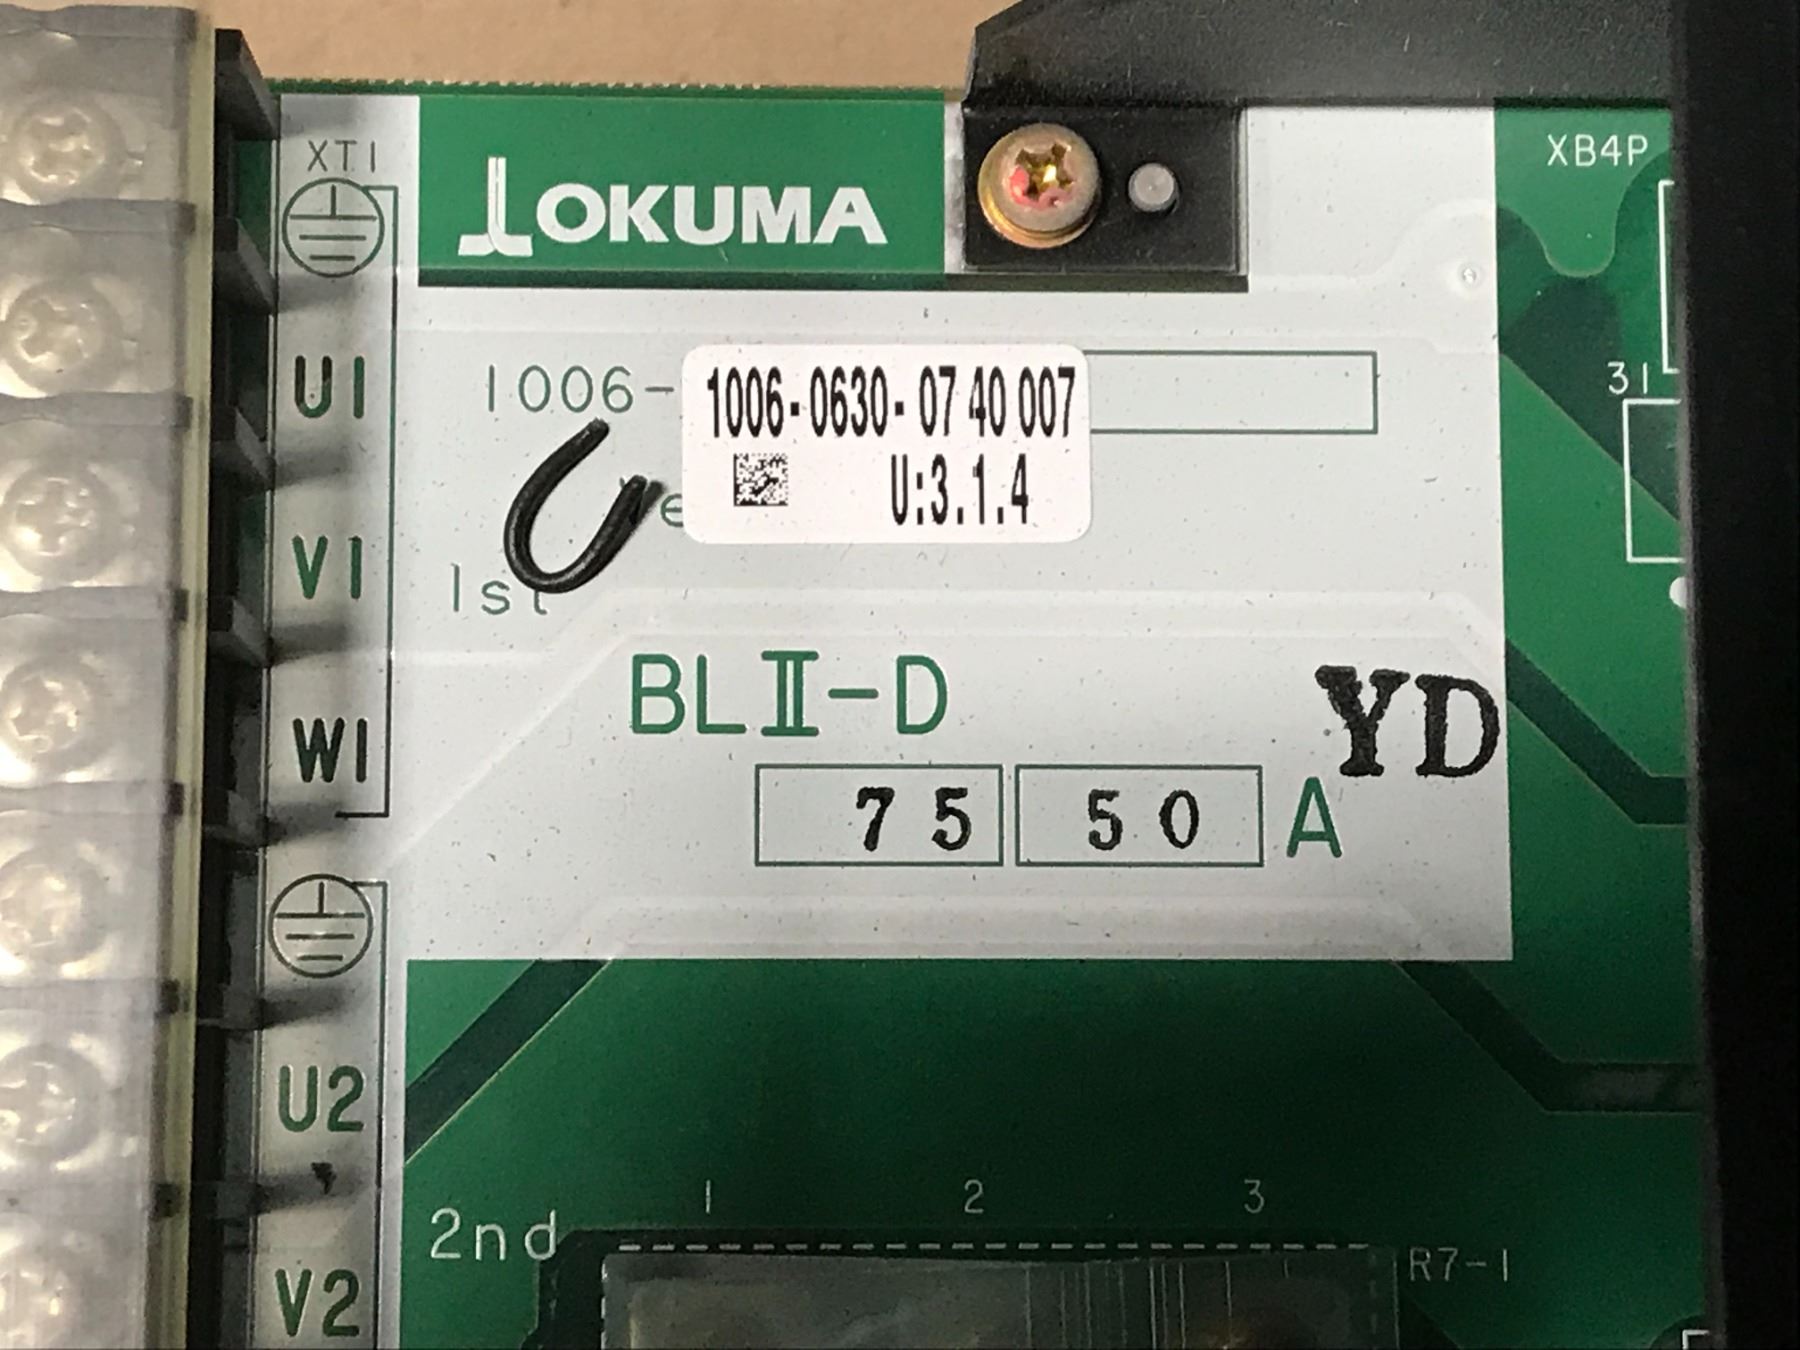 XT1
OKUMA
XB4P
U1
1006-
1006-0630-07 40 007
31
U:3.1.4
V1
1st
BLⅡ-D
YD
W1
75 50 A
U2
1 2 3
2nd
R7-1
V2